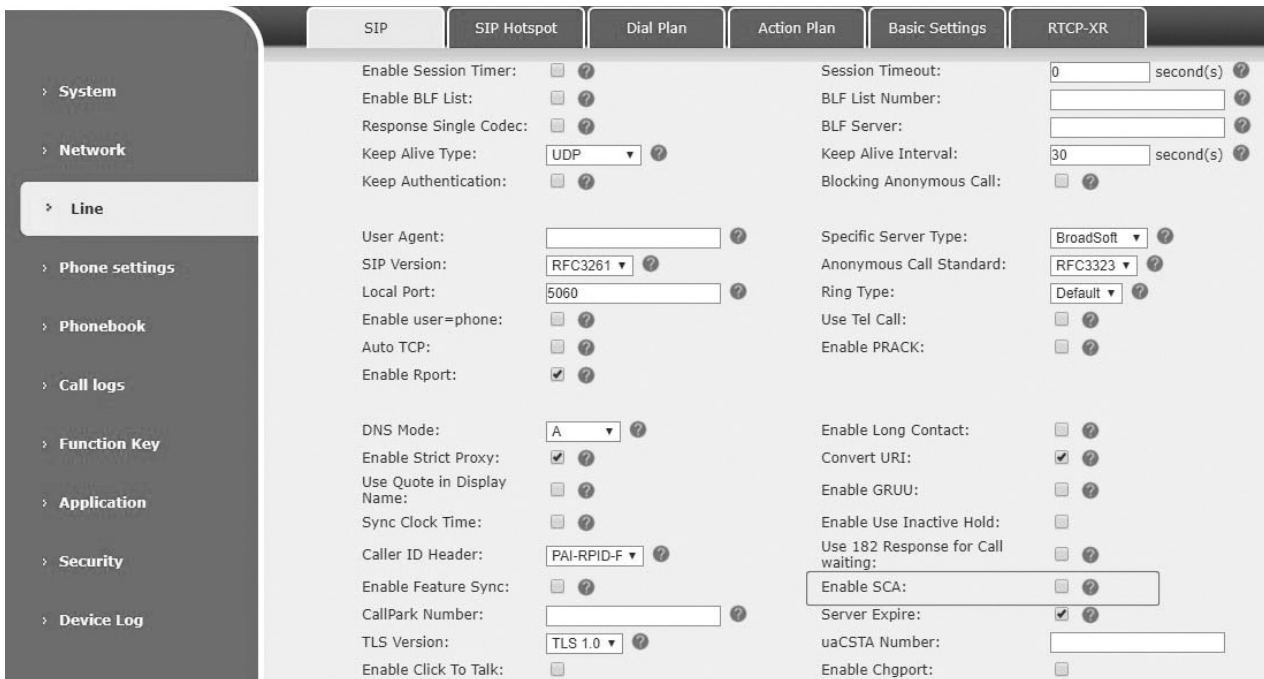 SIP SIP Hotspot Dial Plan Action Plan Basic Settings RTCP-XR
System
Network
Line
Phone settings
Phonebook
Call logs
Function Key
Application
Security
Device Log
Enable Session Timer: Session Timeout: 0 second(s)
Enable BLF List: BLF List Number:
Response Single Codec: BLF Server:
Keep Alive Type: UDP Keep Alive Interval: 30 second(s)
Keep Authentication: Blocking Anonymous Call:
User Agent: Specific Server Type: BroadSoft
SIP Version: RFC3261 Anonymous Call Standard: RFC3323
Local Port: 5060 Ring Type: Default
Enable user=phone: Use Tel Call:
Auto TCP: Enable PRACK:
Enable Rport:
DNS Mode: A Enable Long Contact:
Enable Strict Proxy: Convert URI:
Use Quote in Display
Name: Enable GRUU:
Sync Clock Time: Enable Use Inactive Hold:
Caller ID Header: PAI-RPID-F Use 182 Response for Call
waiting:
Enable Feature Sync: Enable SCA:
CallPark Number: Server Expire:
TLS Version: TLS 1.0 uaCSTA Number:
Enable Click To Talk: Enable Chgport: